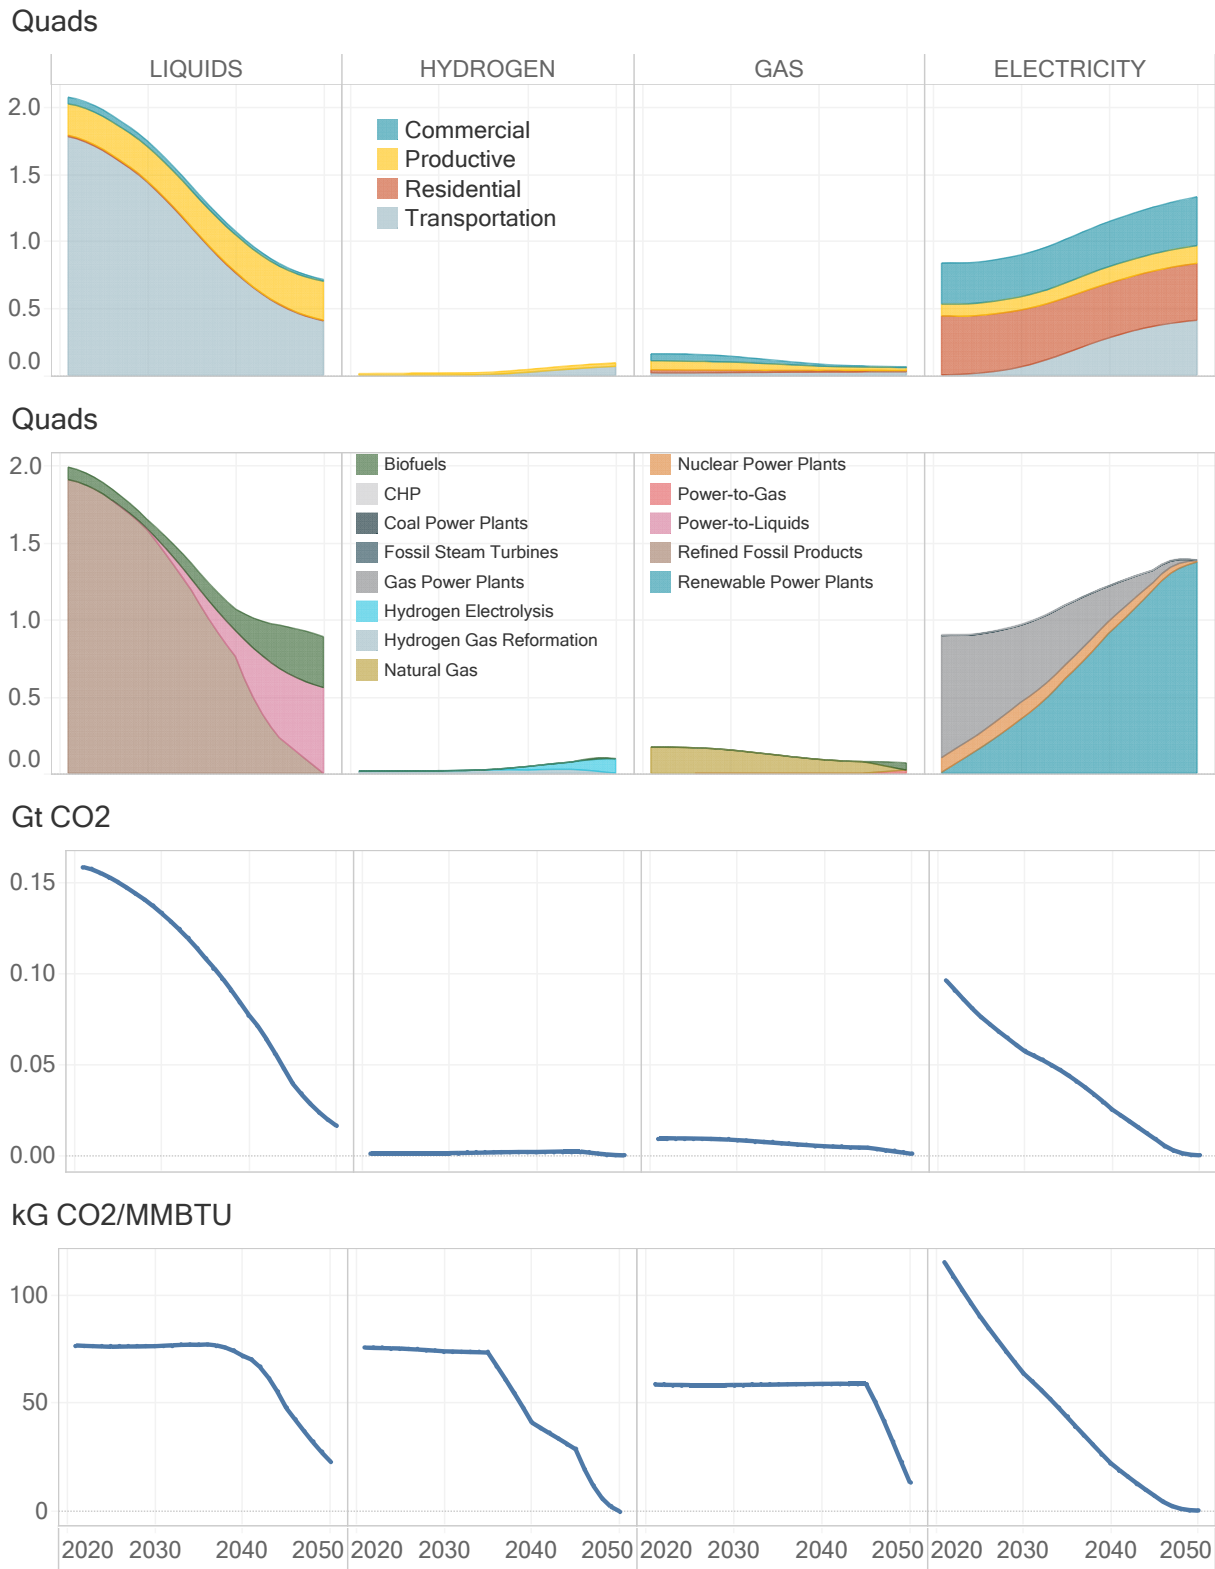 Quads
LIQUIDS HYDROGEN GAS ELECTRICITY
2.0
1.5
1.0
0.5
0.0
Commercial
Productive
Residential
Transportation
Quads
2.0
1.5
1.0
0.5
0.0
Biofuels
CHP
Coal Power Plants
Fossil Steam Turbines
Gas Power Plants
Hydrogen Electrolysis
Hydrogen Gas Reformation
Natural Gas
Nuclear Power Plants
Power-to-Gas
Power-to-Liquids
Refined Fossil Products
Renewable Power Plants
Gt CO2
0.15
0.10
0.05
0.00
kG CO2/MMBTU
100
50
0
2020 2030 2040 2050 2020 2030 2040 2050 2020 2030 2040 2050 2020 2030 2040 2050